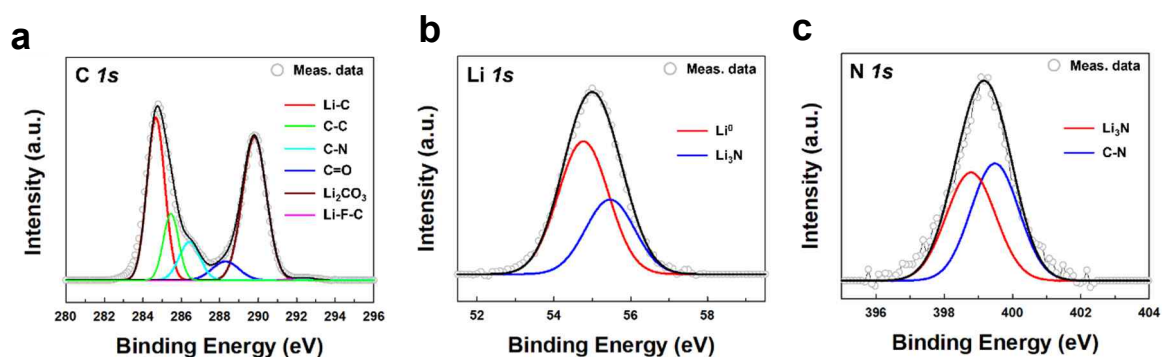 a
C 1s
Meas. data
Li-C
C-C
C-N
C=O
Li₂CO₃
Li-F-C
Intensity (a.u.)
280 282 284 286 288 290 292 294 296
Binding Energy (eV)
b
Li 1s
Meas. data
Li⁰
Li₃N
Intensity (a.u.)
52 54 56 58
Binding Energy (eV)
c
N 1s
Meas. data
Li₃N
C-N
Intensity (a.u.)
396 398 400 402 404
Binding Energy (eV)